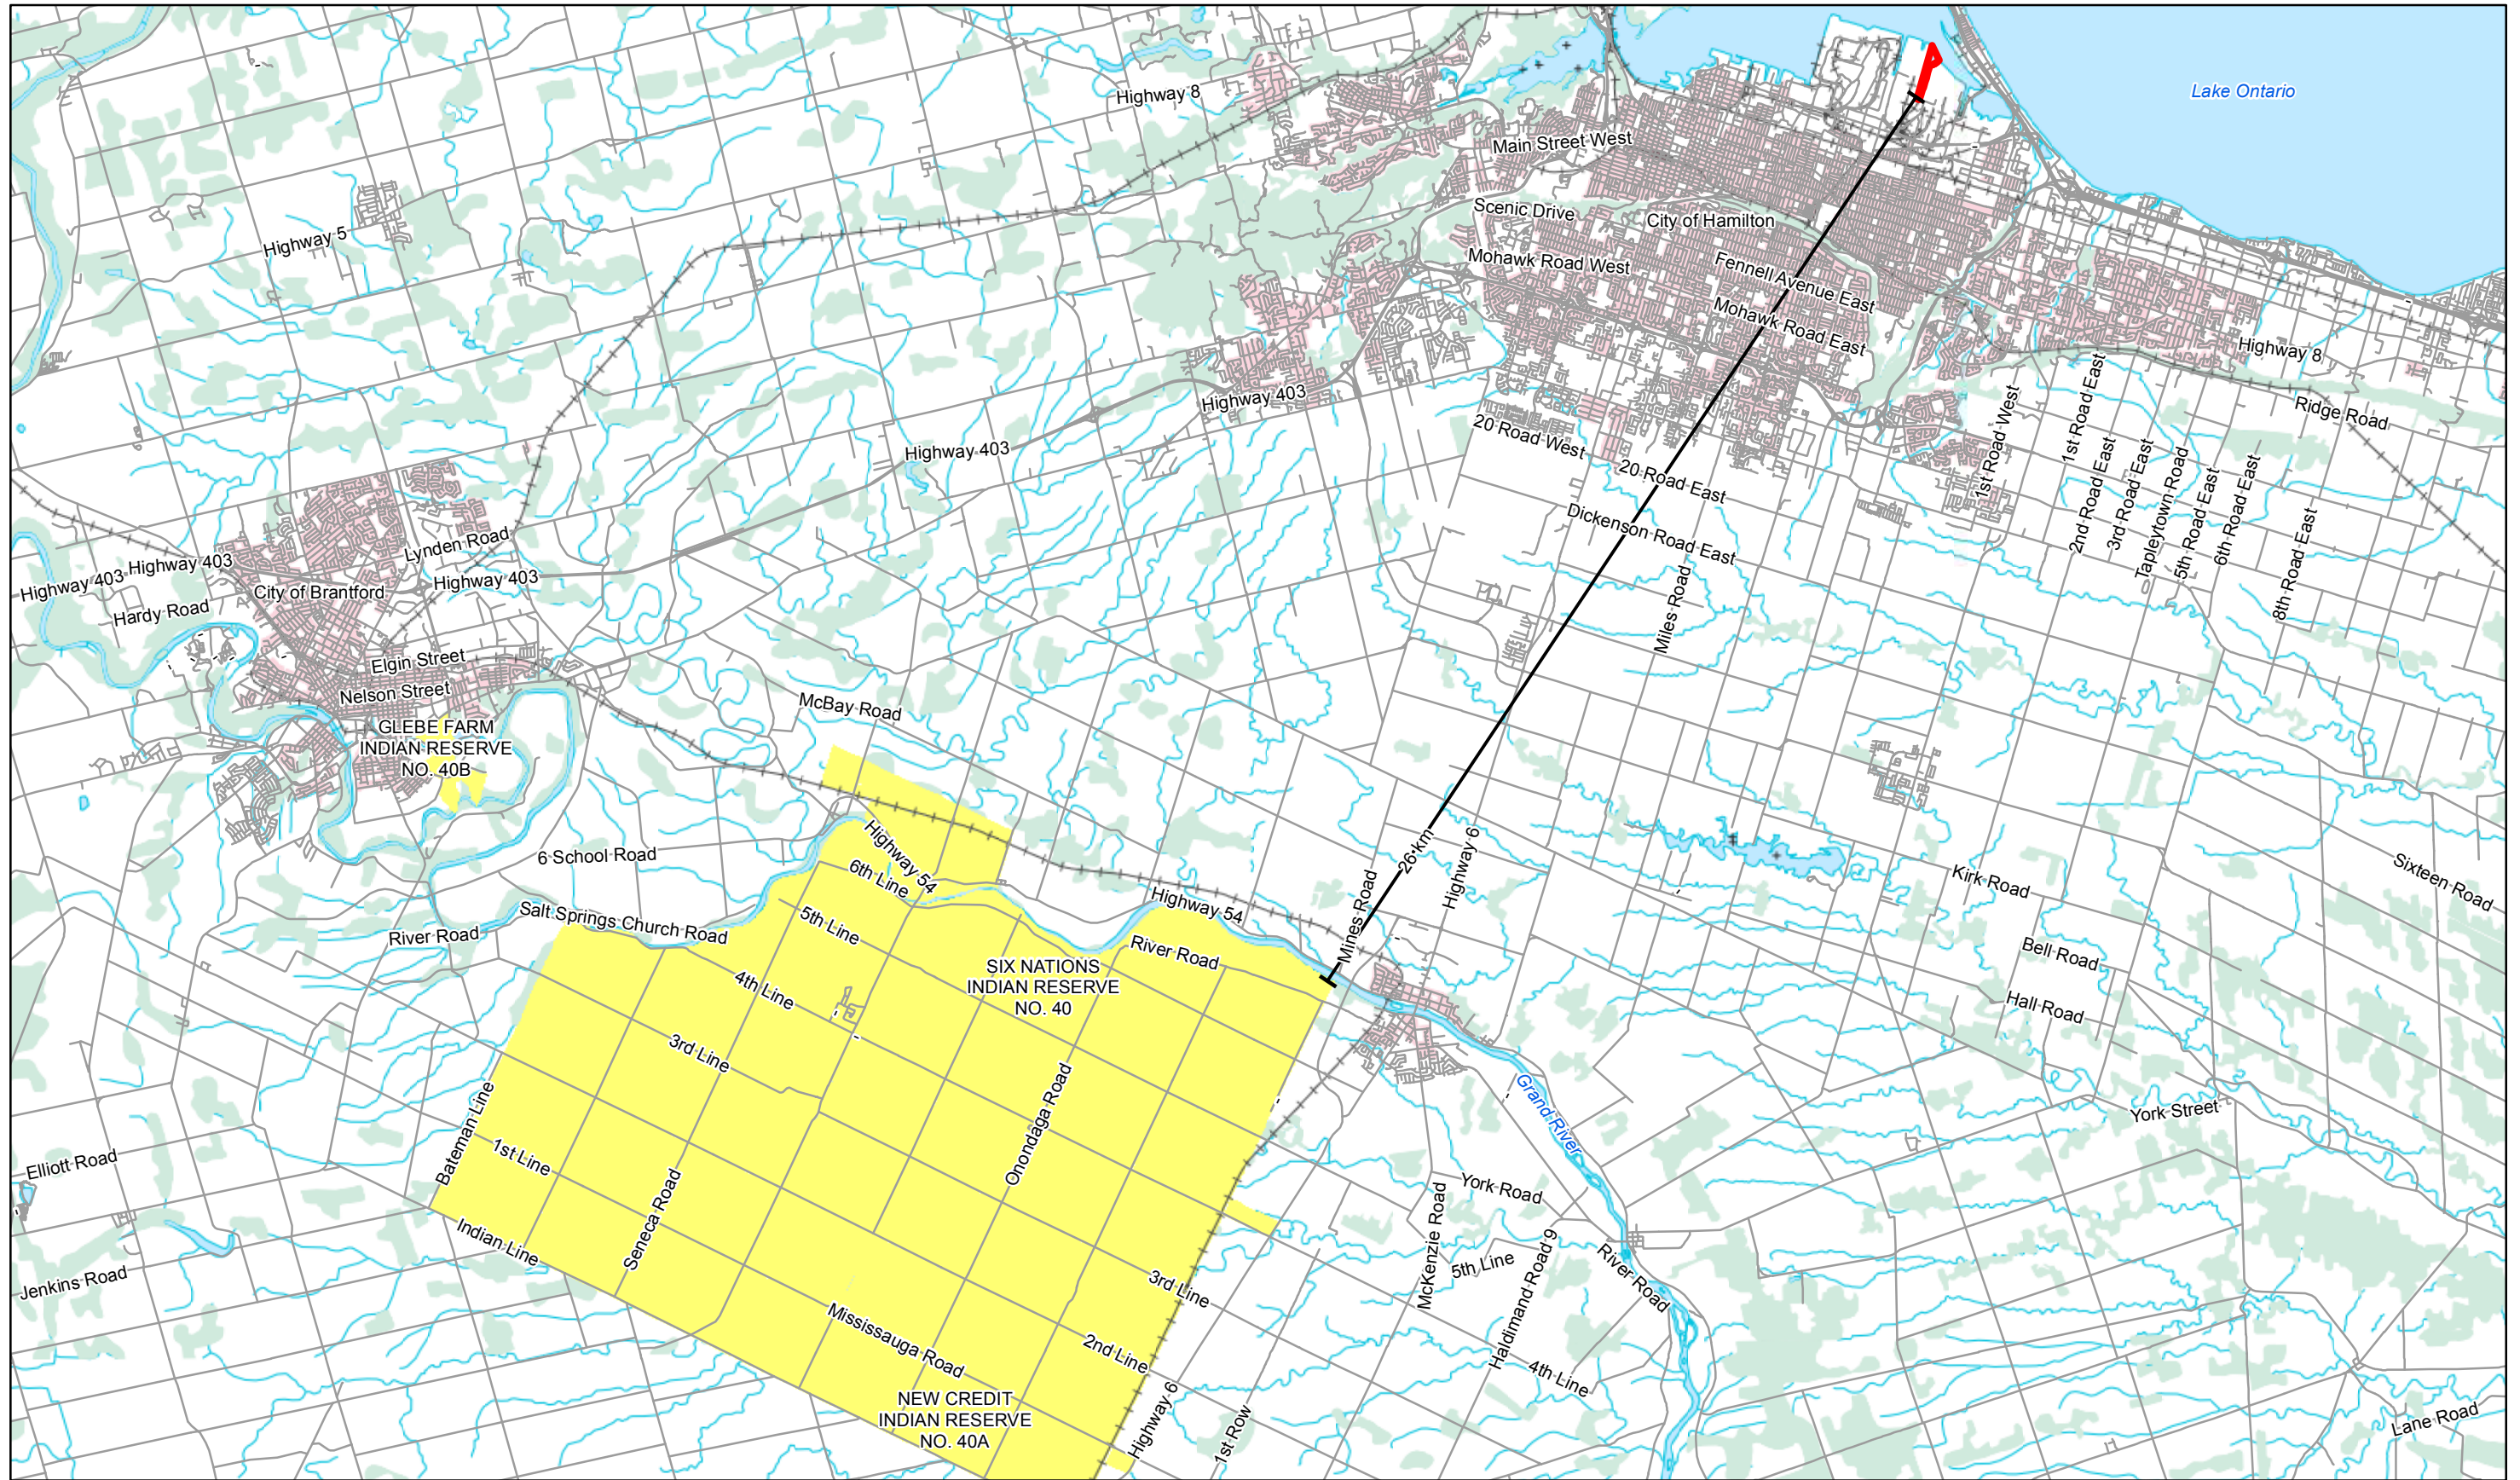 Highway 8
Lake Ontario
Main Street West
Scenic Drive
City of Hamilton
Highway 5
Mohawk Road West
Fennell Avenue East
Mohawk Road East
Highway 8
Highway 403
Ridge Road
20 Road West
Highway 403
20 Road East
1st Road West
1st Road East
2nd Road East
3rd Road East
Tapleytown Road
5th Road East
6th Road East
8th Road East
Dickenson Road East
Lynden Road
Highway 403
Highway 403
Highway 403
City of Brantford
Hardy Road
Miles Road
Elgin Street
Nelson Street
McBay Road
GLEBE FARM
INDIAN RESERVE
NO. 40B
Highway 54
6 School Road
6th Line
26 km
Highway 6
Kirk Road
Sixteen Road
Salt Springs Church Road
5th Line
Highway 54
Mines Road
River Road
River Road
Bell Road
SIX NATIONS
INDIAN RESERVE
NO. 40
4th Line
Hall Road
3rd Line
Grand River
York Street
Bateman Line
Onondaga Road
1st Line
Elliott Road
York Road
Seneca Road
McKenzie Road
Indian Line
5th Line
Haldimand Road 9
River Road
Jenkins Road
3rd Line
Mississauga Road
2nd Line
4th Line
NEW CREDIT
INDIAN RESERVE
NO. 40A
Highway 6
1st Row
Lane Road